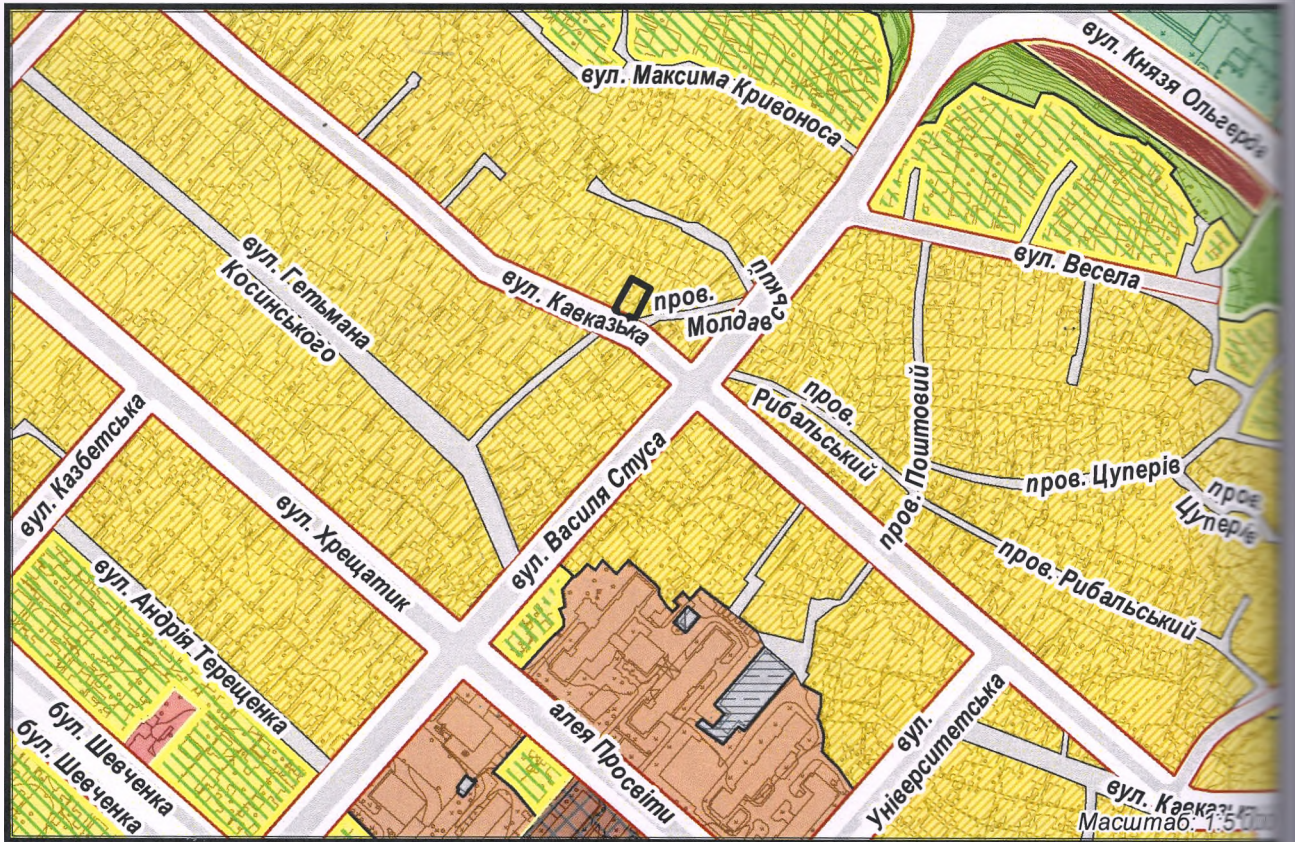 вул. Князя Ольгерда
вул. Максима Кривоноса
вул. Весела
вул. Гетьмана
Косинського
вул. Кавказька
пров.
Молдавський
пров.
Рибальський
пров. Поштовий
пров. Цуперів
пров.
Цуперів
вул. Казбетська
вул. Василя Стуса
вул. Хрещатик
пров. Рибальський
вул. Андрія Терещенка
алея Просвіти
вул.
Університетська
бул. Шевченка
бул. Шевченка
вул. Кавказька
Масштаб: